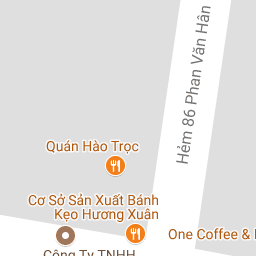 Hẻm 86 Phan Văn Hân
Quán Hào Trọc
Cơ Sở Sản Xuất Bánh
Kẹo Hương Xuân
One Coffee &
Công Ty TNHH